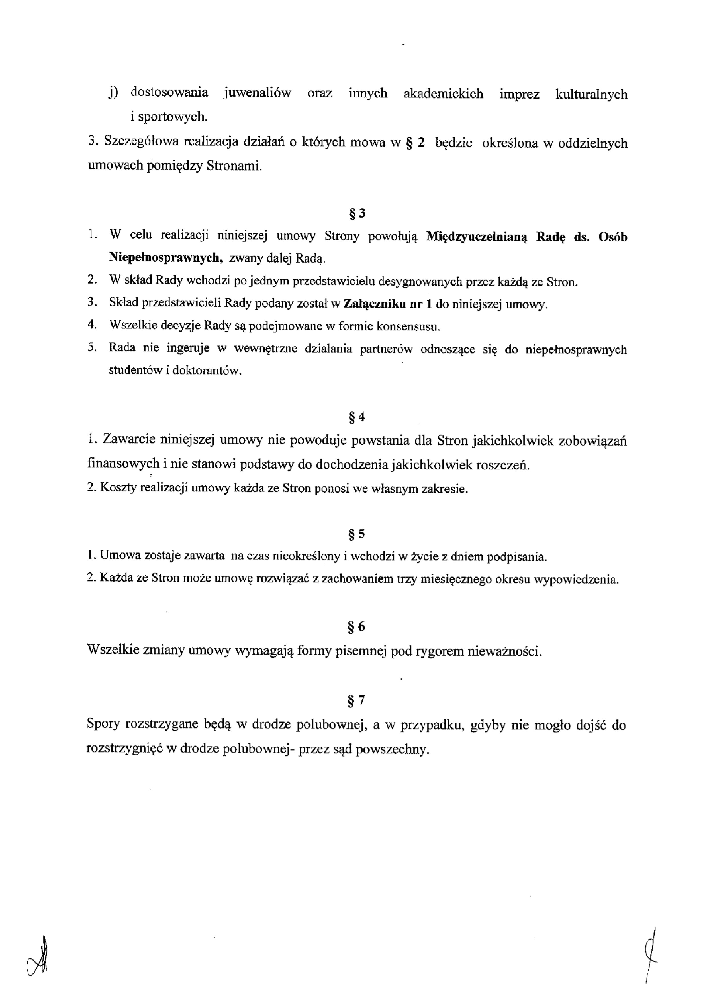 j) dostosowania juwenaliów oraz innych akademickich imprez kulturalnych
i sportowych.
3. Szczegółowa realizacja działań o których mowa w § 2 będzie określona w oddzielnych
umowach pomiędzy Stronami.
§ 3
1. W celu realizacji niniejszej umowy Strony powołują Międzyuczelnianą Radę ds. Osób
Niepełnosprawnych, zwany dalej Radą.
2. W skład Rady wchodzi po jednym przedstawicielu desygnowanych przez każdą ze Stron.
3. Skład przedstawicieli Rady podany został w Załączniku nr 1 do niniejszej umowy.
4. Wszelkie decyzje Rady są podejmowane w formie konsensusu.
5. Rada nie ingeruje w wewnętrzne działania partnerów odnoszące się do niepełnosprawnych
studentów i doktorantów.
§ 4
1. Zawarcie niniejszej umowy nie powoduje powstania dla Stron jakichkolwiek zobowiązań
finansowych i nie stanowi podstawy do dochodzenia jakichkolwiek roszczeń.
2. Koszty realizacji umowy każda ze Stron ponosi we własnym zakresie.
§ 5
1. Umowa zostaje zawarta na czas nieokreślony i wchodzi w życie z dniem podpisania.
2. Każda ze Stron może umowę rozwiązać z zachowaniem trzy miesięcznego okresu wypowiedzenia.
§ 6
Wszelkie zmiany umowy wymagają formy pisemnej pod rygorem nieważności.
§ 7
Spory rozstrzygane będą w drodze polubownej, a w przypadku, gdyby nie mogło dojść do
rozstrzygnięć w drodze polubownej- przez sąd powszechny.